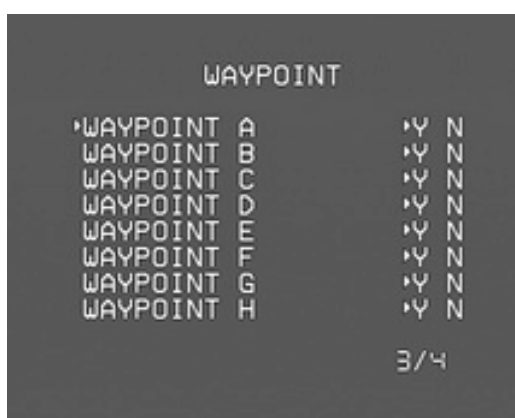 WAYPOINT
‣WAYPOINT A ‣Y N
WAYPOINT B ‣Y N
WAYPOINT C ‣Y N
WAYPOINT D ‣Y N
WAYPOINT E ‣Y N
WAYPOINT F ‣Y N
WAYPOINT G ‣Y N
WAYPOINT H ‣Y N
3/4